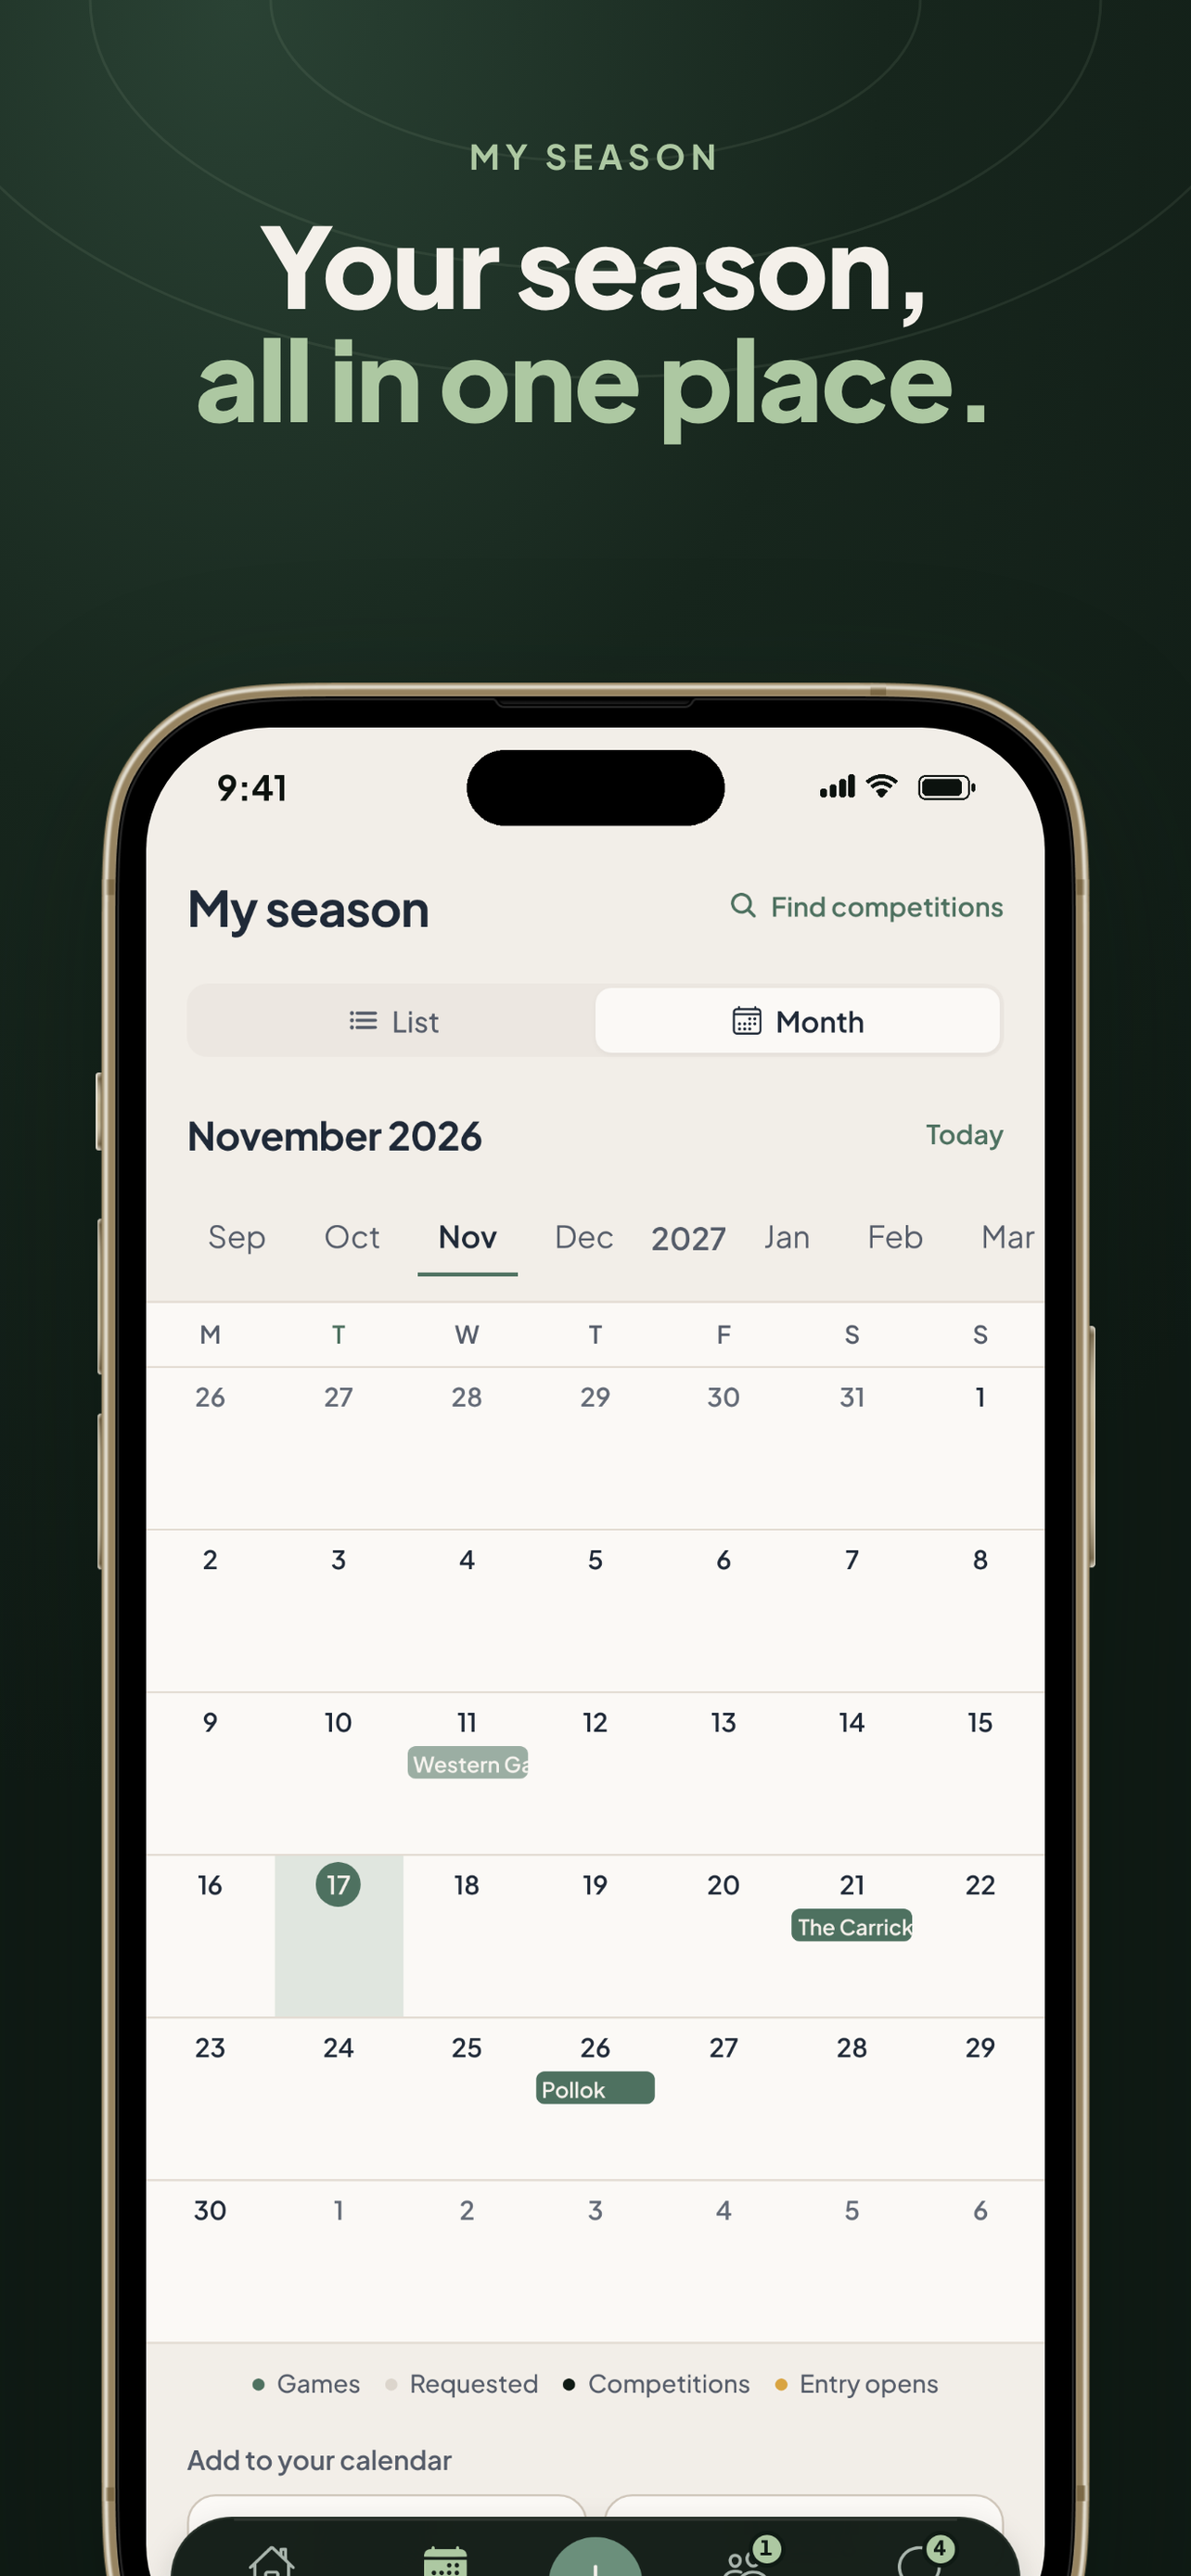 MY SEASON
Your season,
all in one place.
9:41
My season
Find competitions
List
Month
November 2026
Today
Sep Oct Nov Dec 2027 Jan Feb Mar
M T W T F S S
26 27 28 29 30 31 1
2 3 4 5 6 7 8
9 10 11 12 13 14 15
Western Ga
16 17 18 19 20 21 22
The Carrick
23 24 25 26 27 28 29
Pollok
30 1 2 3 4 5 6
Games Requested Competitions Entry opens
Add to your calendar
1 4